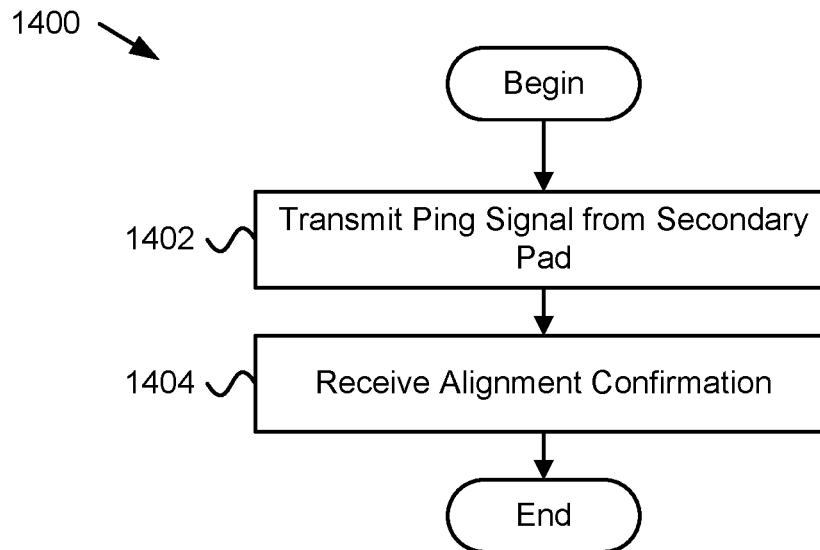 1400
Begin
1402
Transmit Ping Signal from Secondary
Pad
1404
Receive Alignment Confirmation
End